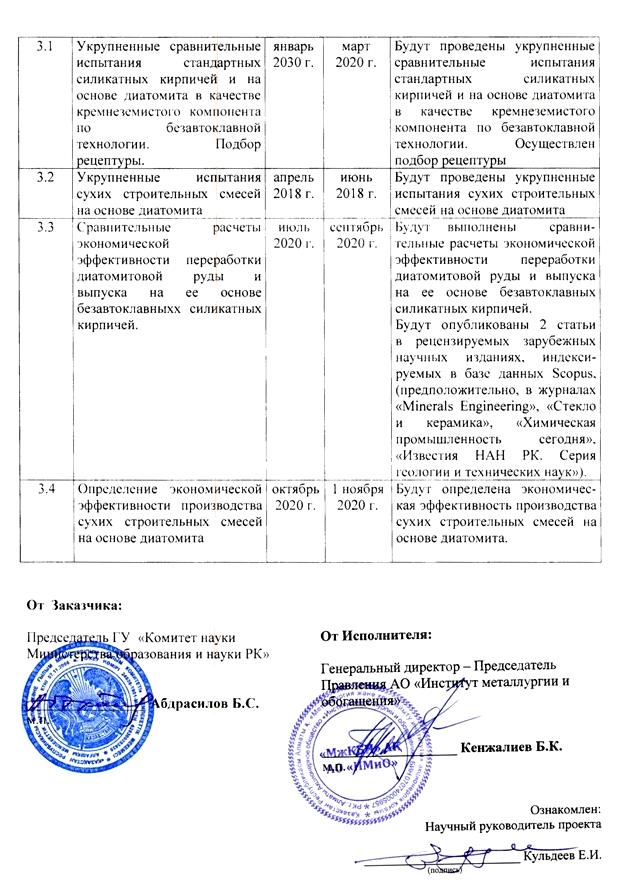 3.1
Укрупненные сравнительные
испытания стандартных
силикатных кирпичей и на
основе диатомита в качестве
кремнеземистого компонента
по безавтоклавной
технологии. Подбор
рецептуры.
январь
2030 г.
март
2020 г.
Будут проведены укрупненные
сравнительные испытания
стандартных силикатных
кирпичей и на основе диатомита
в качестве кремнеземистого
компонента по безавтоклавной
технологии. Осуществлен
подбор рецептуры
3.2
Укрупненные испытания
сухих строительных смесей
на основе диатомита
апрель
2018 г.
июнь
2018 г.
Будут проведены укрупненные
испытания сухих строительных
смесей на основе диатомита
3.3
Сравнительные расчеты
экономической
эффективности переработки
диатомитовой руды и
выпуска на ее основе
безавтоклавныхх силикатных
кирпичей.
июль
2020 г.
сентябрь
2020 г.
Будут выполнены сравни-
тельные расчеты экономической
эффективности переработки
диатомитовой руды и выпуска
на ее основе безавтоклавных
силикатных кирпичей.
Будут опубликованы 2 статьи
в рецензируемых зарубежных
научных изданиях, индекси-
руемых в базе данных Scopus,
(предположительно, в журналах
«Minerals Engineering», «Стекло
и керамика», «Химическая
промышленность сегодня»,
«Известия НАН РК. Серия
геологии и технических наук»).
3.4
Определение экономической
эффективности производства
сухих строительных смесей
на основе диатомита
октябрь
2020 г.
1 ноября
2020 г.
Будут определена экономичес-
кая эффективность производства
сухих строительных смесей на
основе диатомита.
От Заказчика:
Председатель ГУ «Комитет науки
Министерства образования и науки РК»
Абдрасилов Б.С.
М.П.
От Исполнителя:
Генеральный директор – Председатель
Правления АО «Институт металлургии и
обогащения»
Кенжалиев Б.К.
«МжКБИ» АК
М.П.
АО «ИМиО»
Ознакомлен:
Научный руководитель проекта
Кульдеев Е.И.
(подпись)